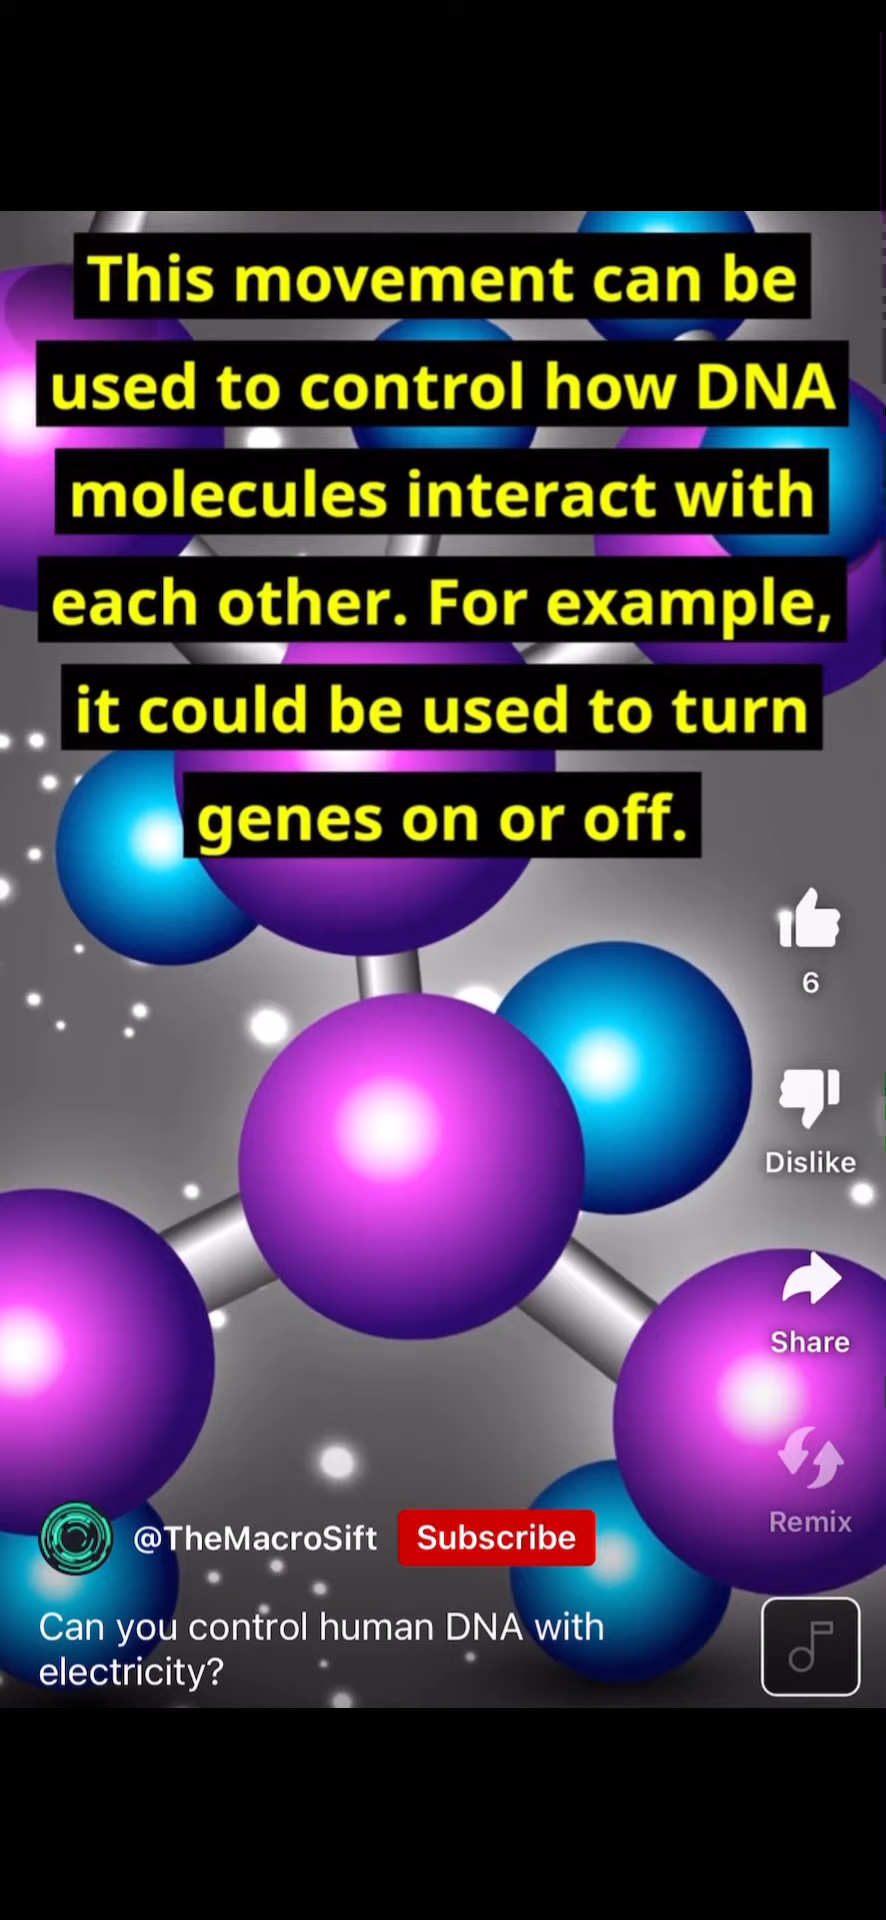 This movement can be
used to control how DNA
molecules interact with
each other. For example,
it could be used to turn
genes on or off.
6
Dislike
Share
Remix
@TheMacroSift Subscribe
Can you control human DNA with
electricity?